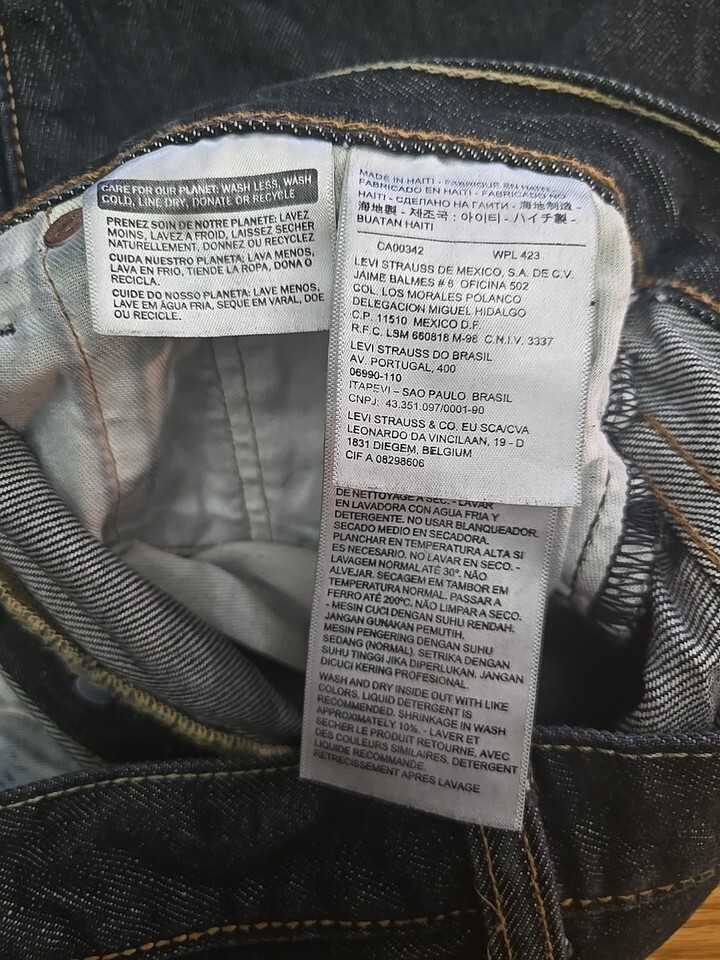 CARE FOR OUR PLANET: WASH LESS, WASH
COLD, LINE DRY, DONATE OR RECYCLE
PRENEZ SOIN DE NOTRE PLANETE: LAVEZ
MOINS, LAVEZ A FROID, LAISSEZ SECHER
NATURELLEMENT, DONNEZ OU RECYCLEZ
CUIDA NUESTRO PLANETA: LAVA MENOS,
LAVA EN FRIO, TIENDE LA ROPA, DONA O
RECICLA.
CUIDE DO NOSSO PLANETA: LAVE MENOS,
LAVE EM ÁGUA FRIA, SEQUE EM VARAL, DOE
OU RECICLE.
MADE IN HAITI - FABRIQUE EN HAITI -
FABRICADO EN HAITI - FABRICADO NO
HAITI - СДЕЛАНО НА ГАИТИ - 海地制造 -
海地製 - 제조국 : 아이티 - ハイチ製 -
BUATAN HAITI
CA00342 WPL 423
LEVI STRAUSS DE MEXICO, S.A. DE C.V.
JAIME BALMES # 8 OFICINA 502
COL. LOS MORALES POLANCO
DELEGACION MIGUEL HIDALGO
C.P. 11510 MEXICO D.F.
R.F.C. LSM 660818 M-98 C.N.I.V. 3337
LEVI STRAUSS DO BRASIL
AV. PORTUGAL, 400
06990-110
ITAPEVI – SAO PAULO BRASIL
CNPJ: 43.351.097/0001-90
LEVI STRAUSS & CO. EU SCA/CVA
LEONARDO DA VINCILAAN, 19 - D
1831 DIEGEM, BELGIUM
CIF A 08298606
DE NETTOYAGE A SEC. - LAVAR
EN LAVADORA CON AGUA FRIA Y
DETERGENTE. NO USAR BLANQUEADOR.
SECADO MEDIO EN SECADORA.
PLANCHAR EN TEMPERATURA ALTA SI
ES NECESARIO. NO LAVAR EN SECO. -
LAVAGEM NORMAL ATÉ 30º. NÃO
ALVEJAR. SECAGEM EM TAMBOR EM
TEMPERATURA NORMAL. PASSAR A
FERRO ATÉ 200ºC. NÃO LIMPAR A SECO.
- MESIN CUCI DENGAN SUHU RENDAH.
JANGAN GUNAKAN PEMUTIH.
MESIN PENGERING DENGAN SUHU
SEDANG (NORMAL). SETRIKA DENGAN
SUHU TINGGI JIKA DIPERLUKAN. JANGAN
DICUCI KERING PROFESIONAL.
WASH AND DRY INSIDE OUT WITH LIKE
COLORS. LIQUID DETERGENT IS
RECOMMENDED. SHRINKAGE IN WASH
APPROXIMATELY 10%. - LAVER ET
SECHER LE PRODUIT RETOURNE, AVEC
DES COULEURS SIMILAIRES. DETERGENT
LIQUIDE RECOMMANDE.
RETRECISSEMENT APRES LAVAGE